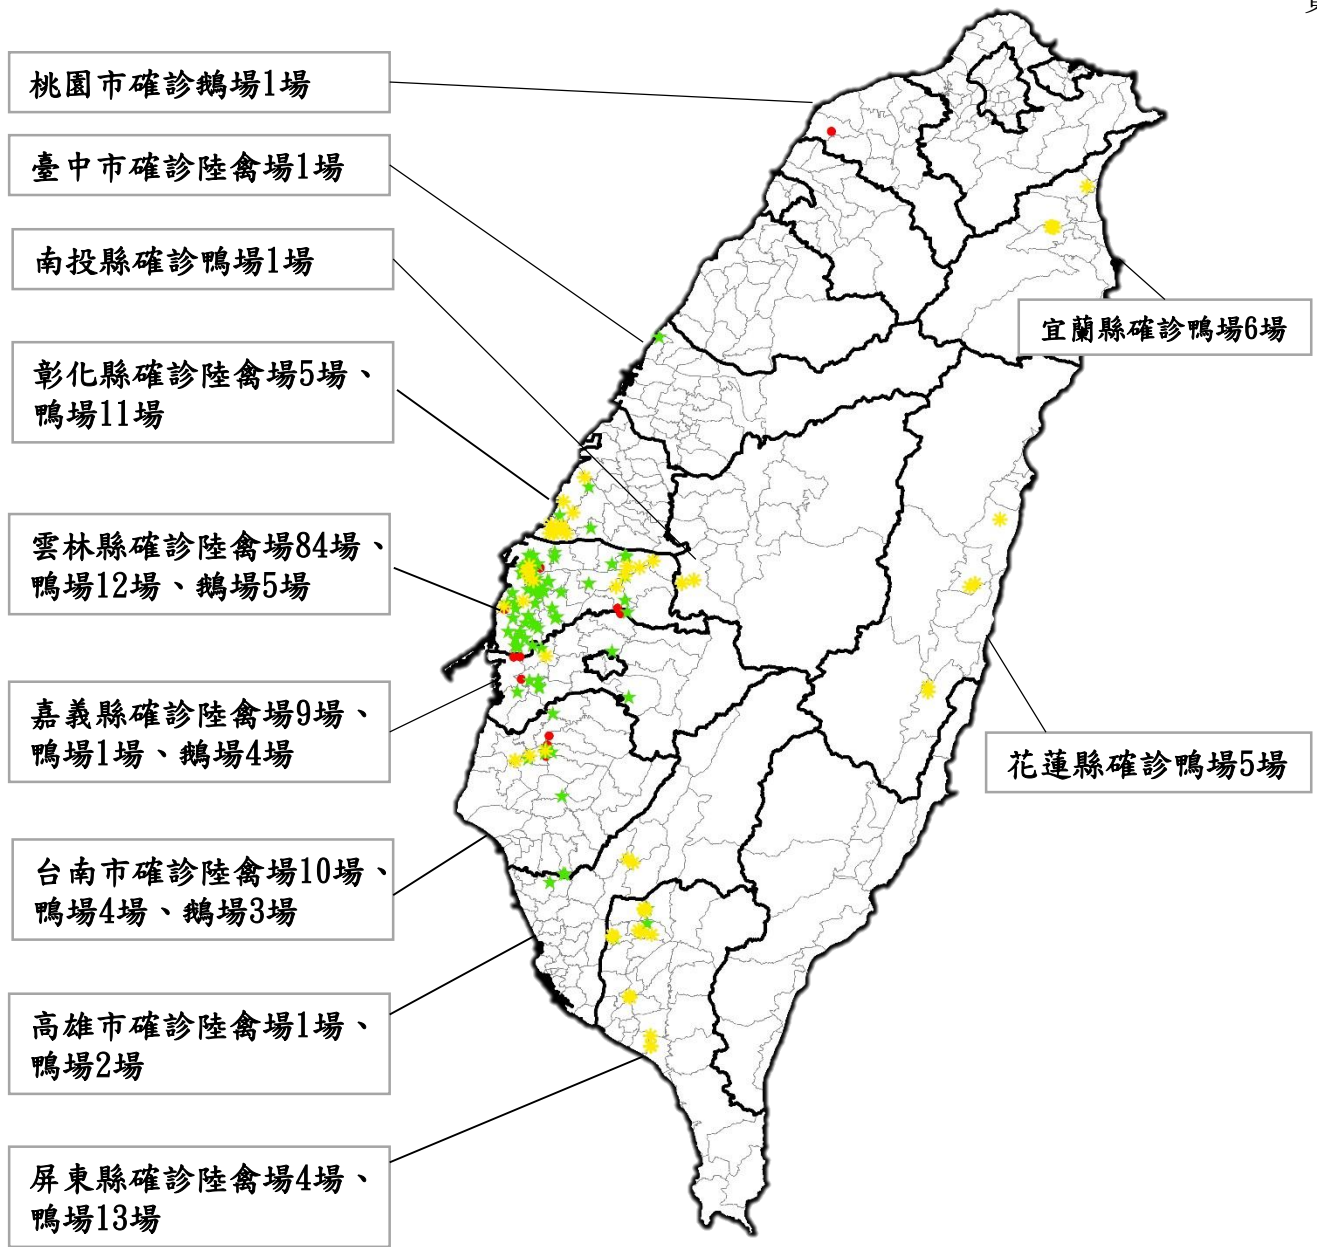 桃園市確診鵝場1場
臺中市確診陸禽場1場
南投縣確診鴨場1場
彰化縣確診陸禽場5場、
鴨場11場
雲林縣確診陸禽場84場、
鴨場12場、鵝場5場
嘉義縣確診陸禽場9場、
鴨場1場、鵝場4場
台南市確診陸禽場10場、
鴨場4場、鵝場3場
高雄市確診陸禽場1場、
鴨場2場
屏東縣確診陸禽場4場、
鴨場13場
宜蘭縣確診鴨場6場
花蓮縣確診鴨場5場